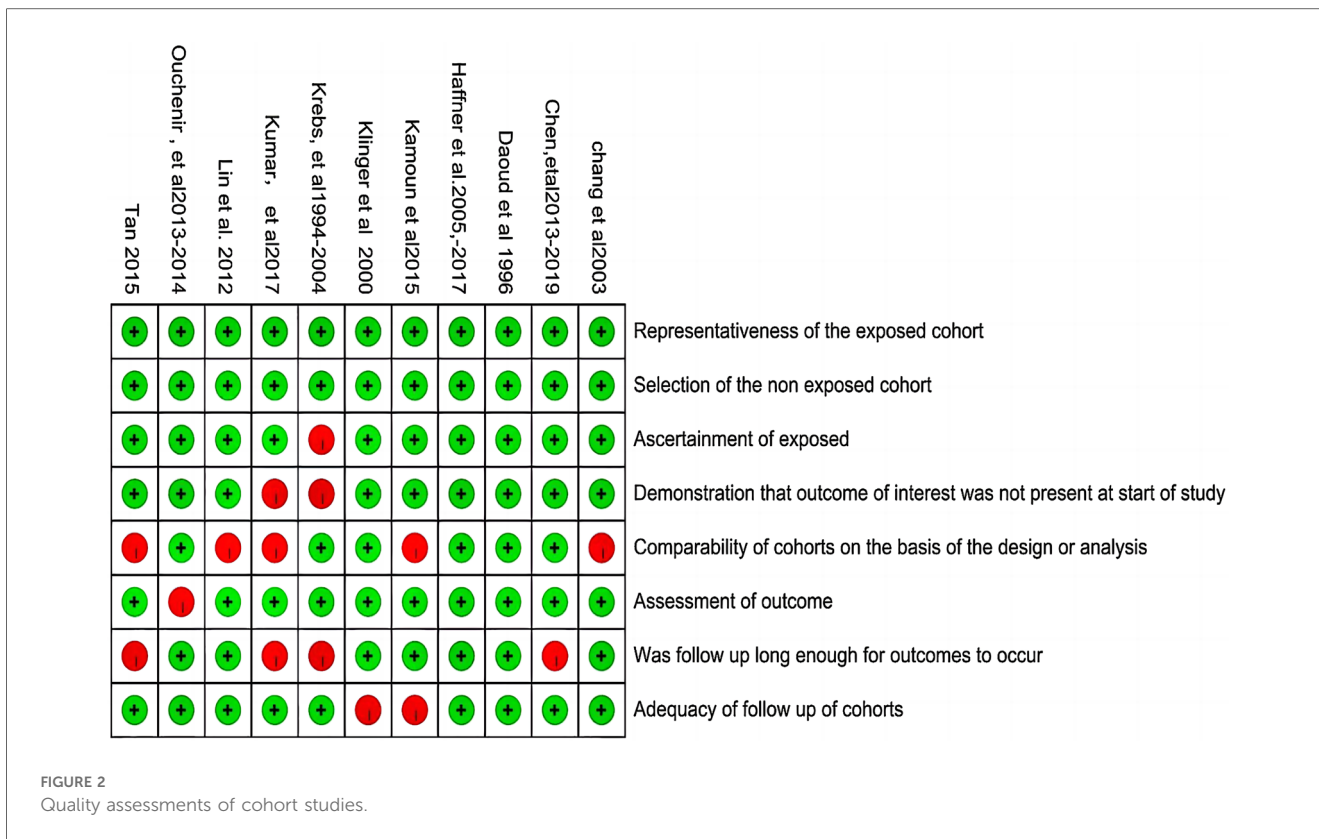 Tan 2015
Ouchenir , et al2013-2014
Lin et al. 2012
Kumar, et al2017
Krebs, et al1994-2004
Klinger et al 2000
Kamoun et al2015
Haffner et al.2005,-2017
Daoud et al 1996
Chen,etal2013-2019
chang et al2003
+ + + + + + + + + + + Representativeness of the exposed cohort
+ + + + + + + + + + + Selection of the non exposed cohort
+ + + + - + + + + + + Ascertainment of exposed
+ + + - - + + + + + + Demonstration that outcome of interest was not present at start of study
- + - - + + - + + + - Comparability of cohorts on the basis of the design or analysis
+ - + + + + + + + + + Assessment of outcome
- + + - - + + + + - + Was follow up long enough for outcomes to occur
+ + + + + - - + + + + Adequacy of follow up of cohorts
FIGURE 2
Quality assessments of cohort studies.